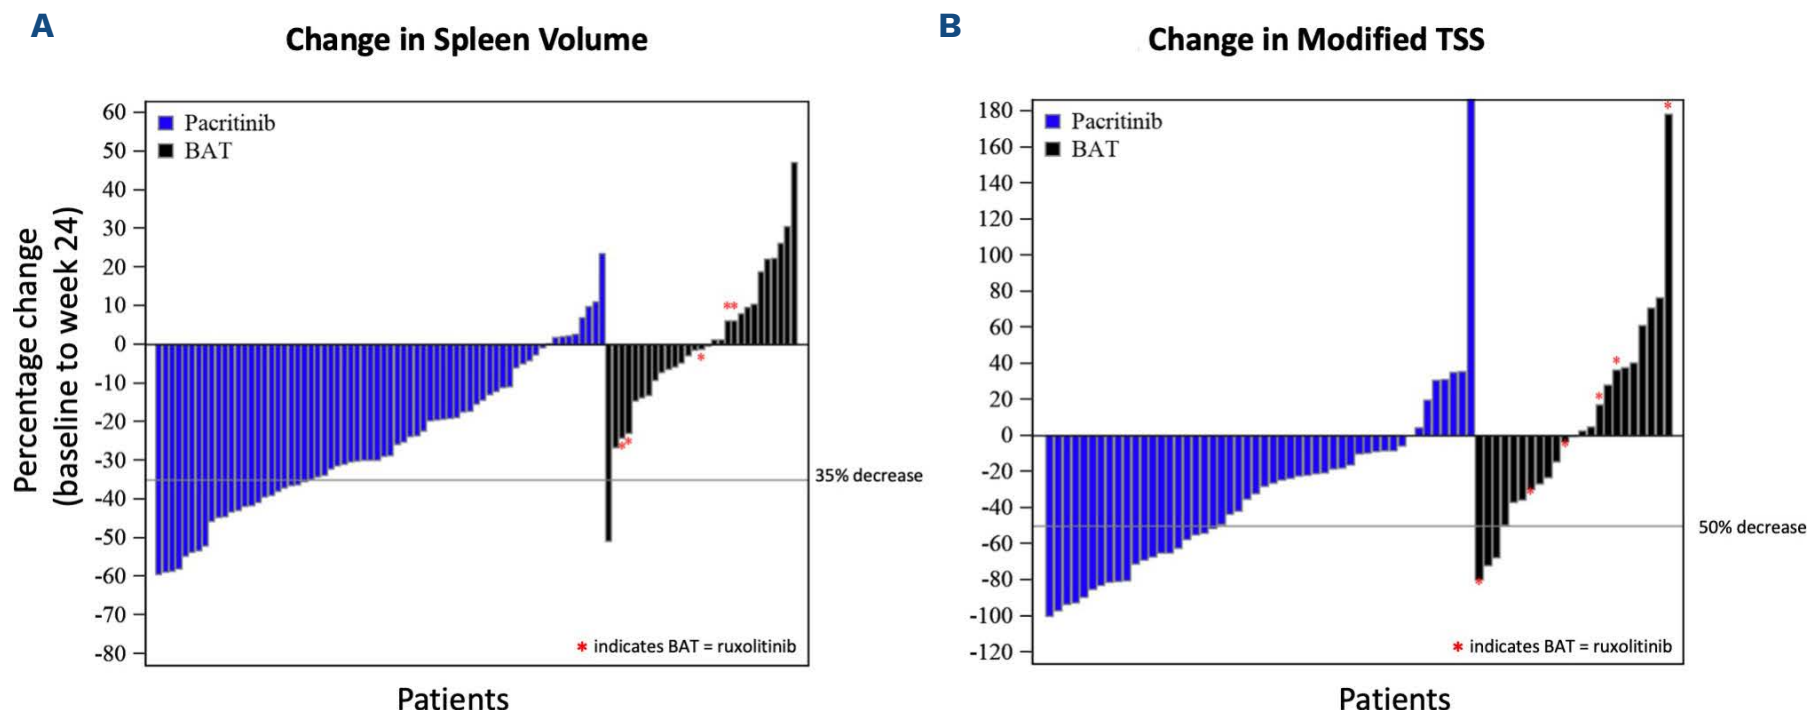 A
Change in Spleen Volume
Percentage change
(baseline to week 24)
60
50
40
30
20
10
0
-10
-20
-30
-40
-50
-60
-70
-80
Pacritinib
BAT
**
*
**
35% decrease
* indicates BAT = ruxolitinib
Patients
B
Change in Modified TSS
180
160
140
120
100
80
60
40
20
0
-20
-40
-60
-80
-100
-120
Pacritinib
BAT
*
*
*
*
*
*
50% decrease
* indicates BAT = ruxolitinib
Patients